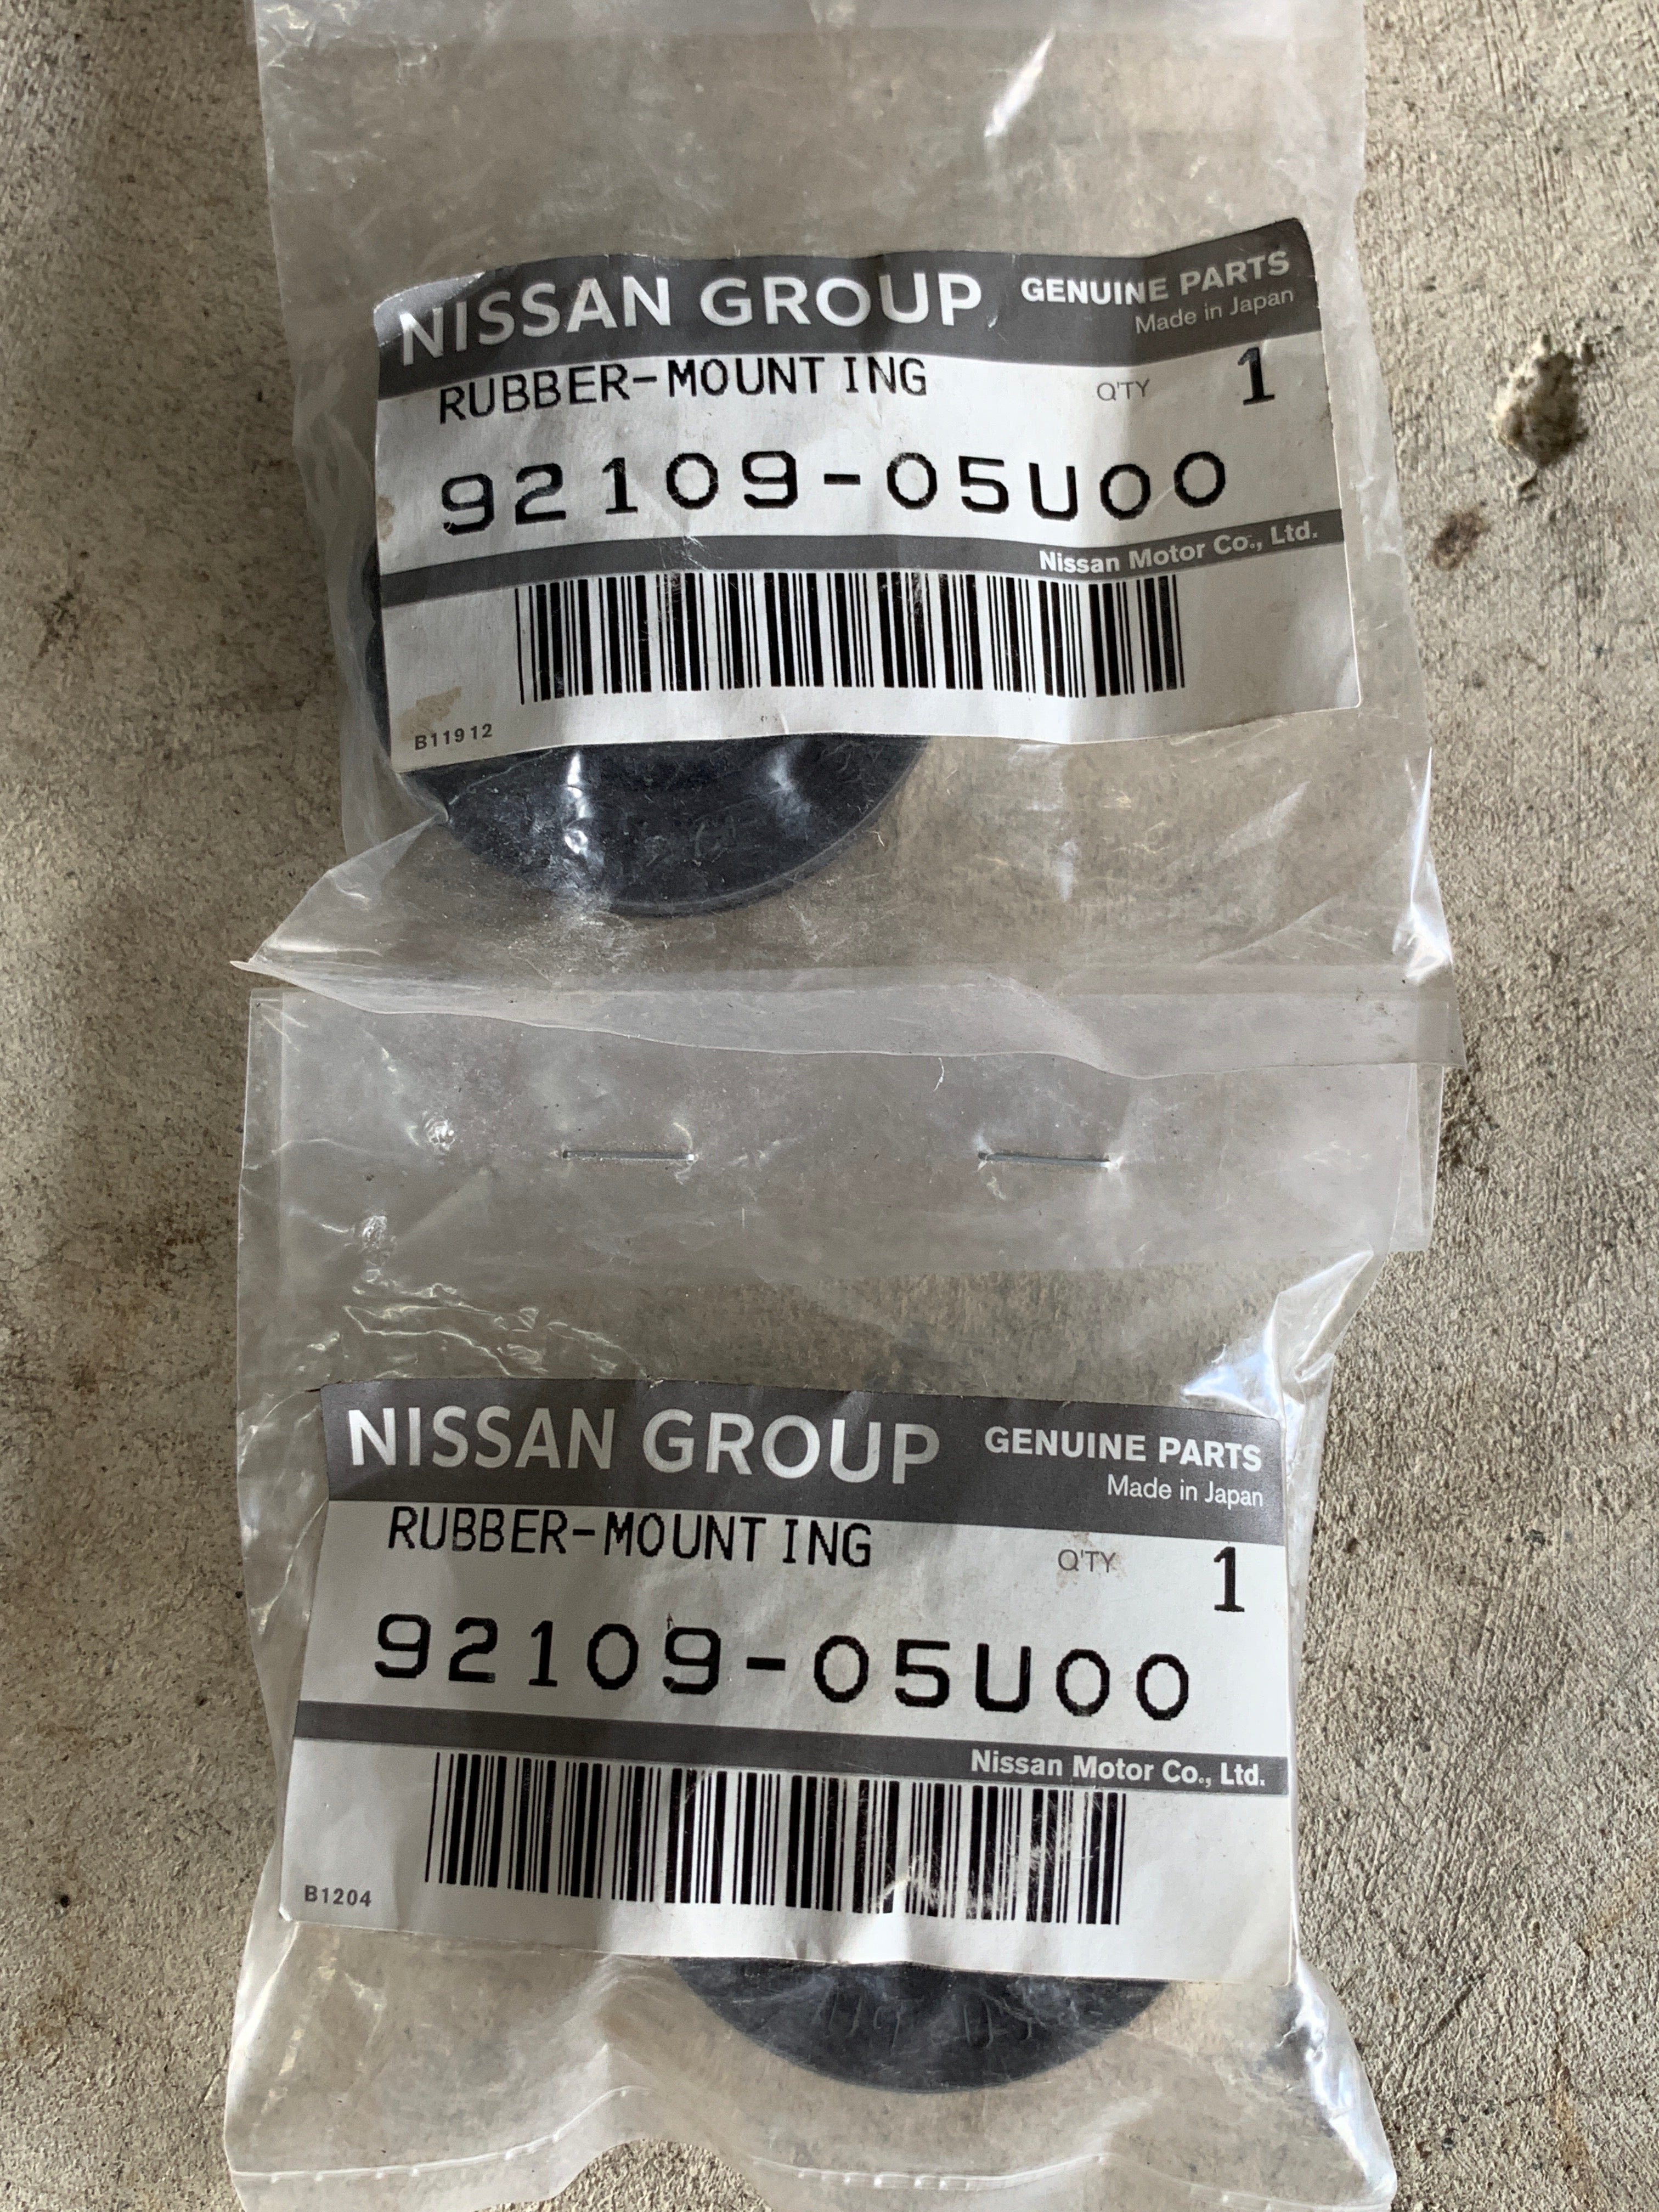 NISSAN GROUP GENUINE PARTS
Made in Japan
RUBBER-MOUNTING Q'TY 1
92109-05U00
Nissan Motor Co., Ltd.
B11912
NISSAN GROUP GENUINE PARTS
Made in Japan
RUBBER-MOUNTING Q'TY 1
92109-05U00
Nissan Motor Co., Ltd.
B1204